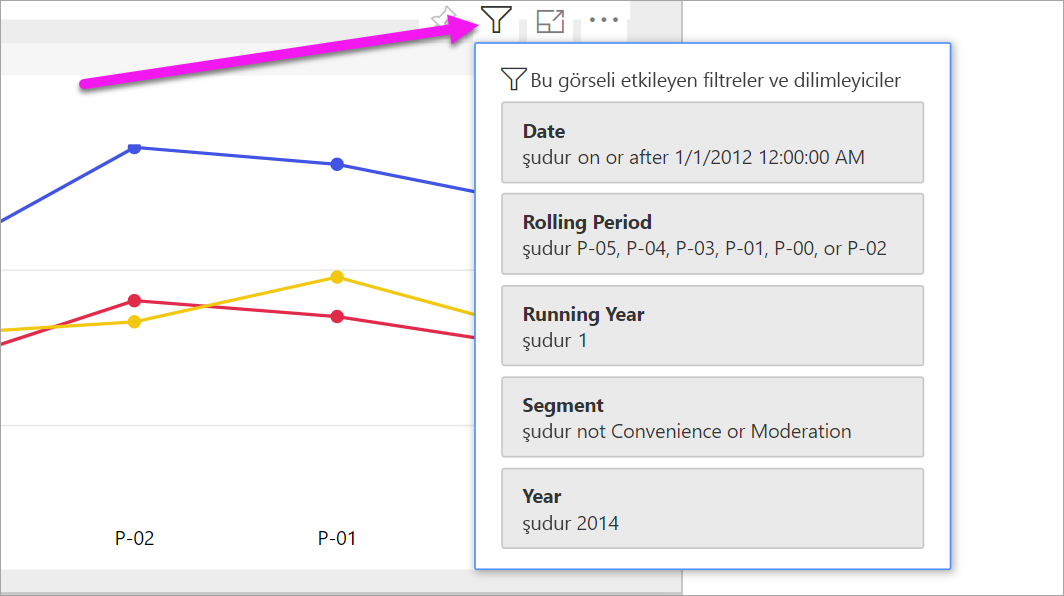 Bu görseli etkileyen filtreler ve dilimleyiciler
Date
şudur on or after 1/1/2012 12:00:00 AM
Rolling Period
şudur P-05, P-04, P-03, P-01, P-00, or P-02
Running Year
şudur 1
Segment
şudur not Convenience or Moderation
Year
şudur 2014
P-02
P-01